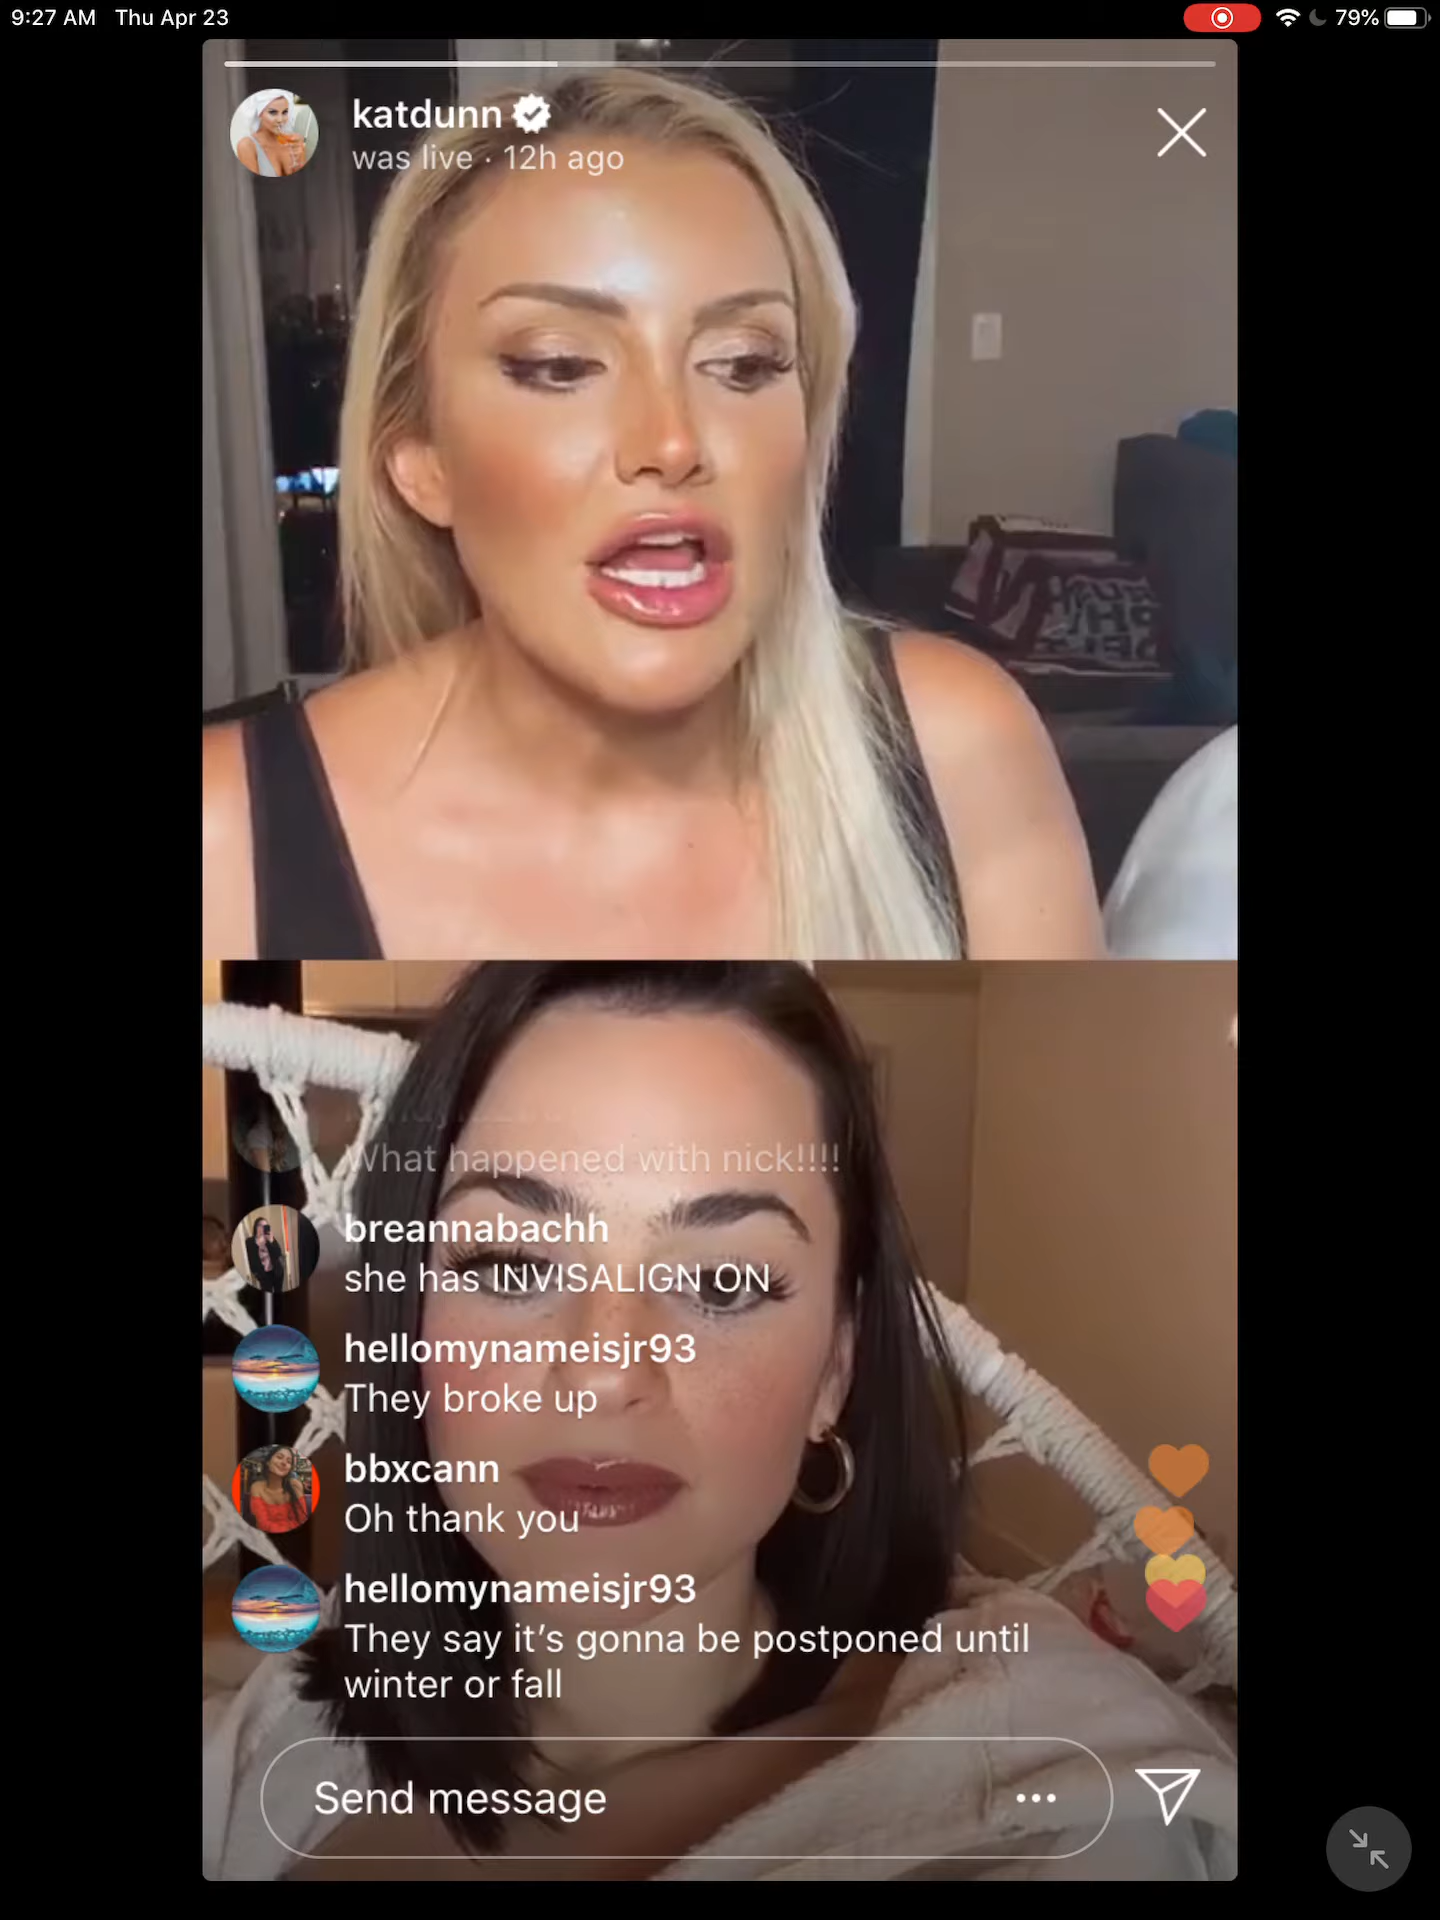 9:27 AM Thu Apr 23
79%
katdunn
was live · 12h ago
What happened with nick!!!!
breannabachh
she has INVISALIGN ON
hellomynameisjr93
They broke up
bbxcann
Oh thank you
hellomynameisjr93
They say it’s gonna be postponed until
winter or fall
Send message